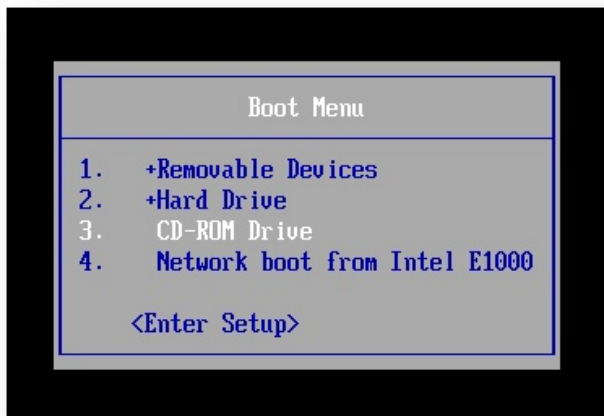 Boot Menu
1. +Removable Devices
2. +Hard Drive
3. CD-ROM Drive
4. Network boot from Intel E1000
<Enter Setup>